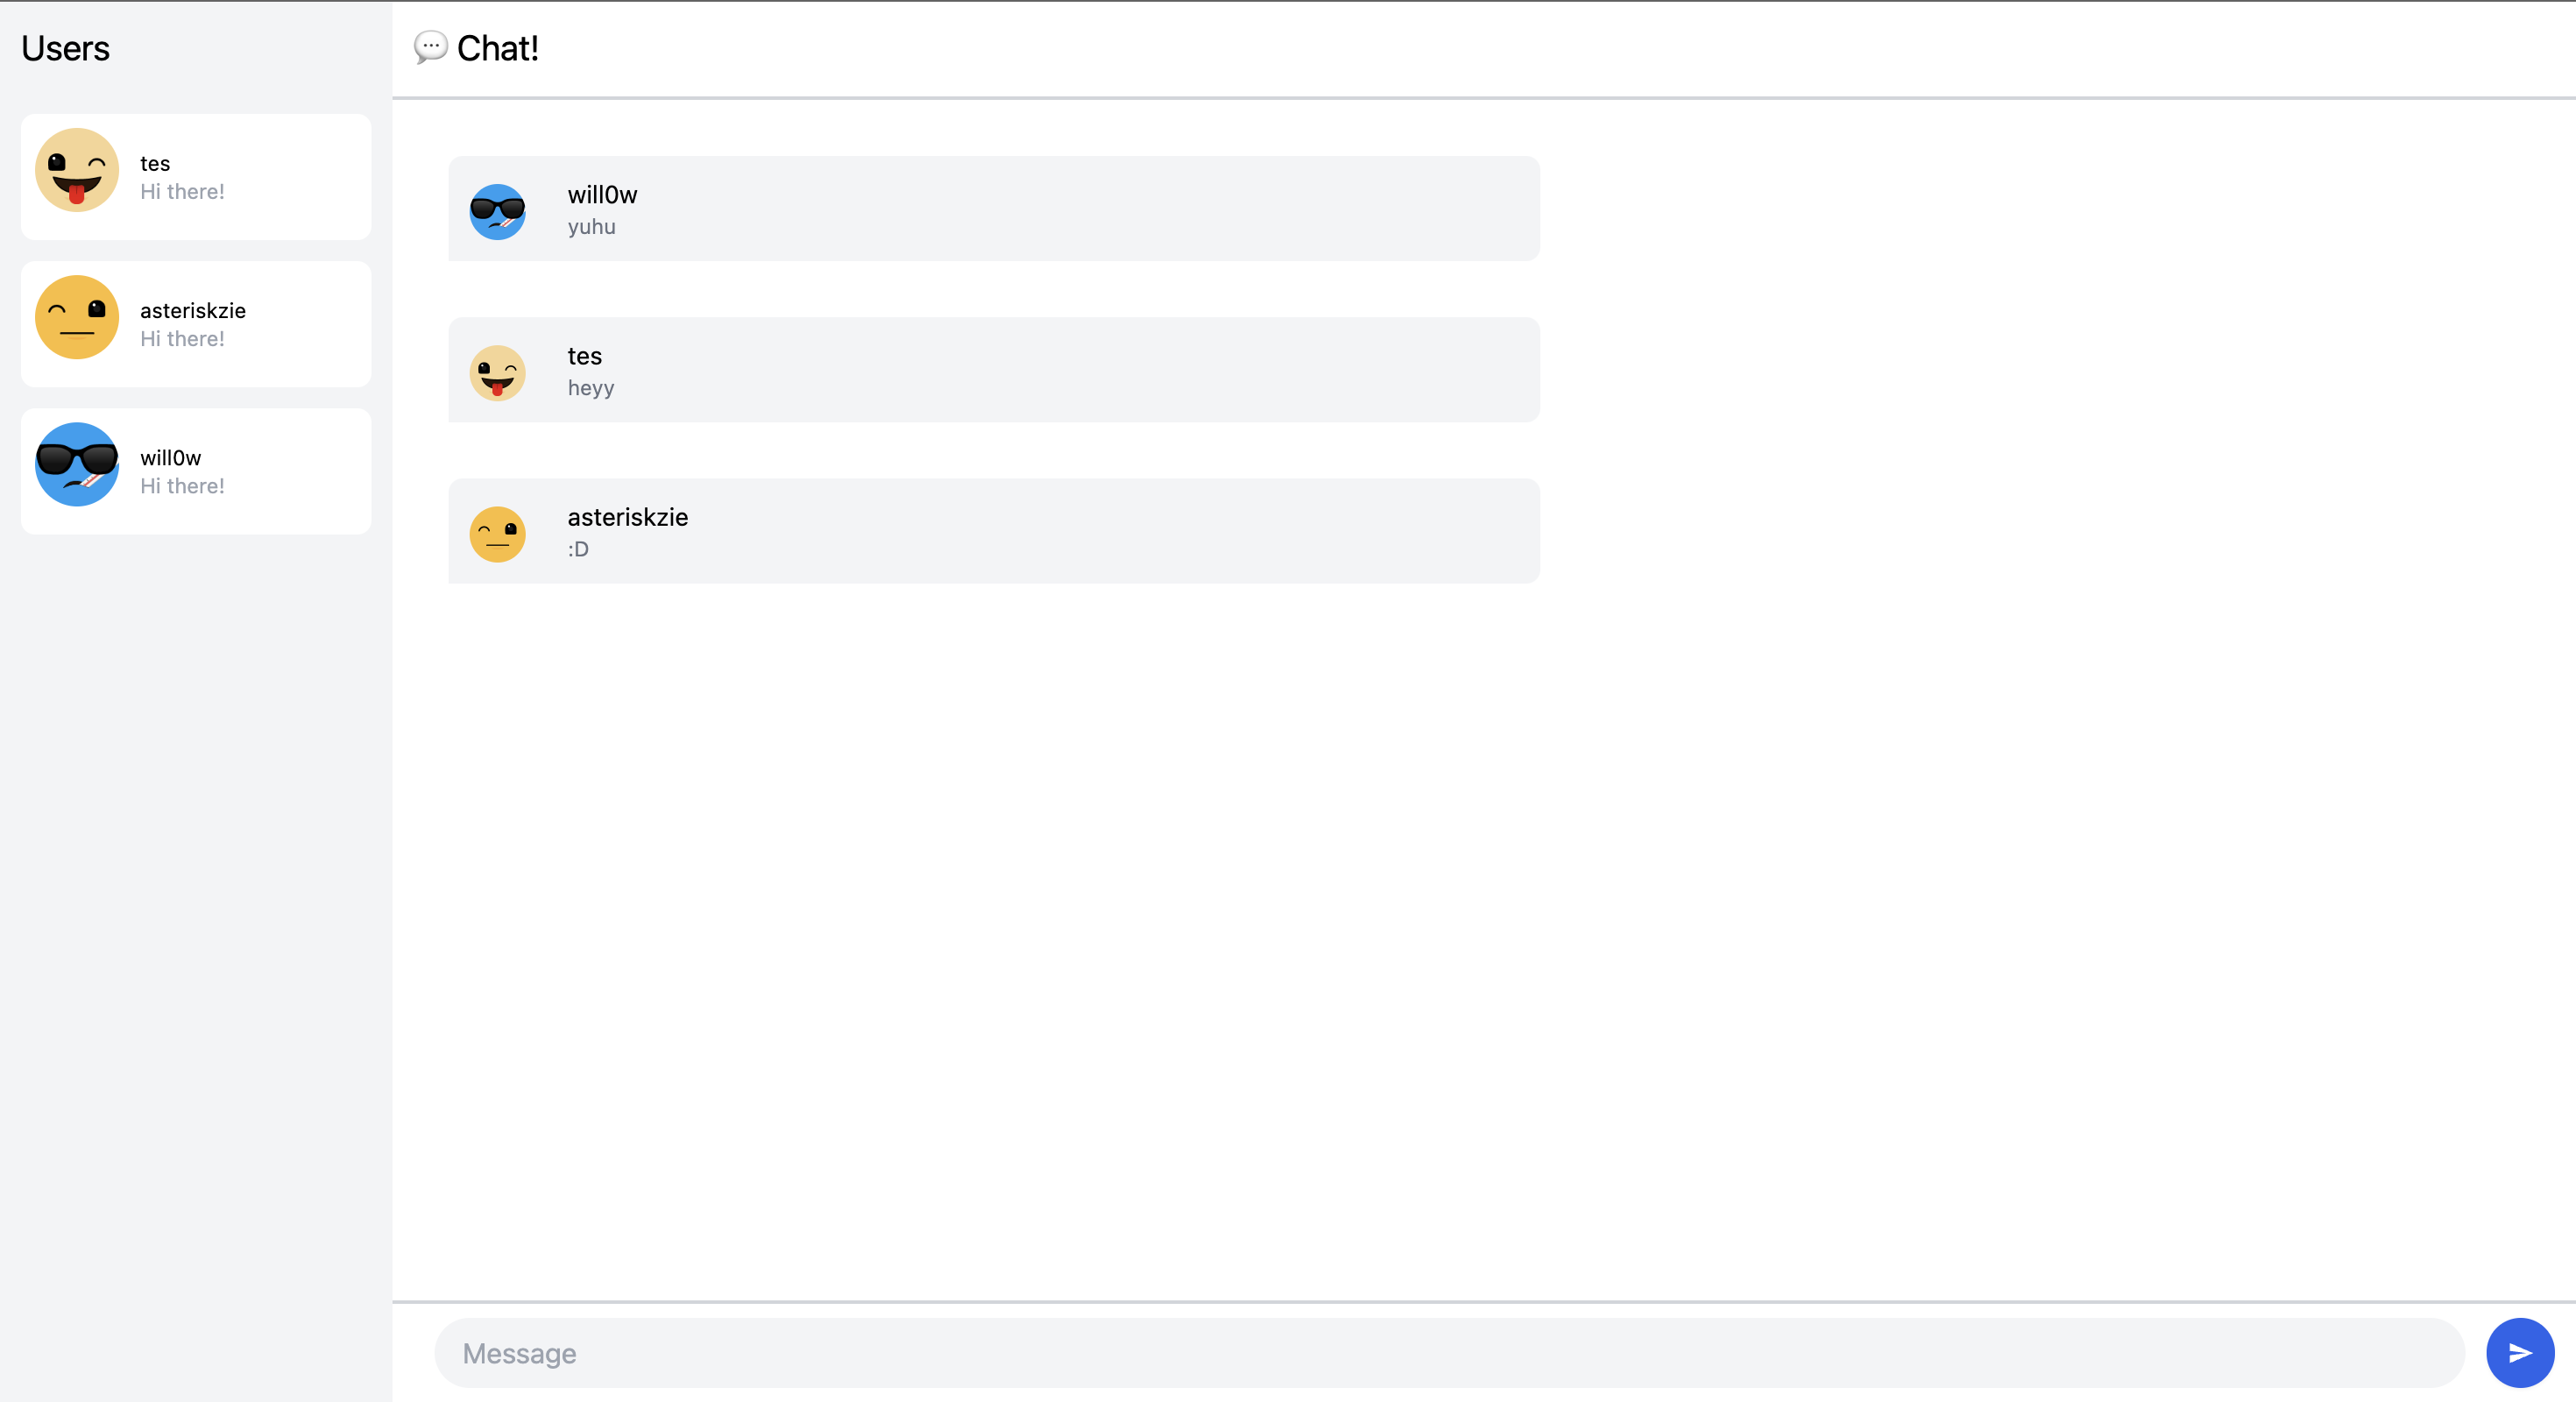 Users
tes
Hi there!
asteriskzie
Hi there!
will0w
Hi there!
💬 Chat!
will0w
yuhu
tes
heyy
asteriskzie
:D
Message